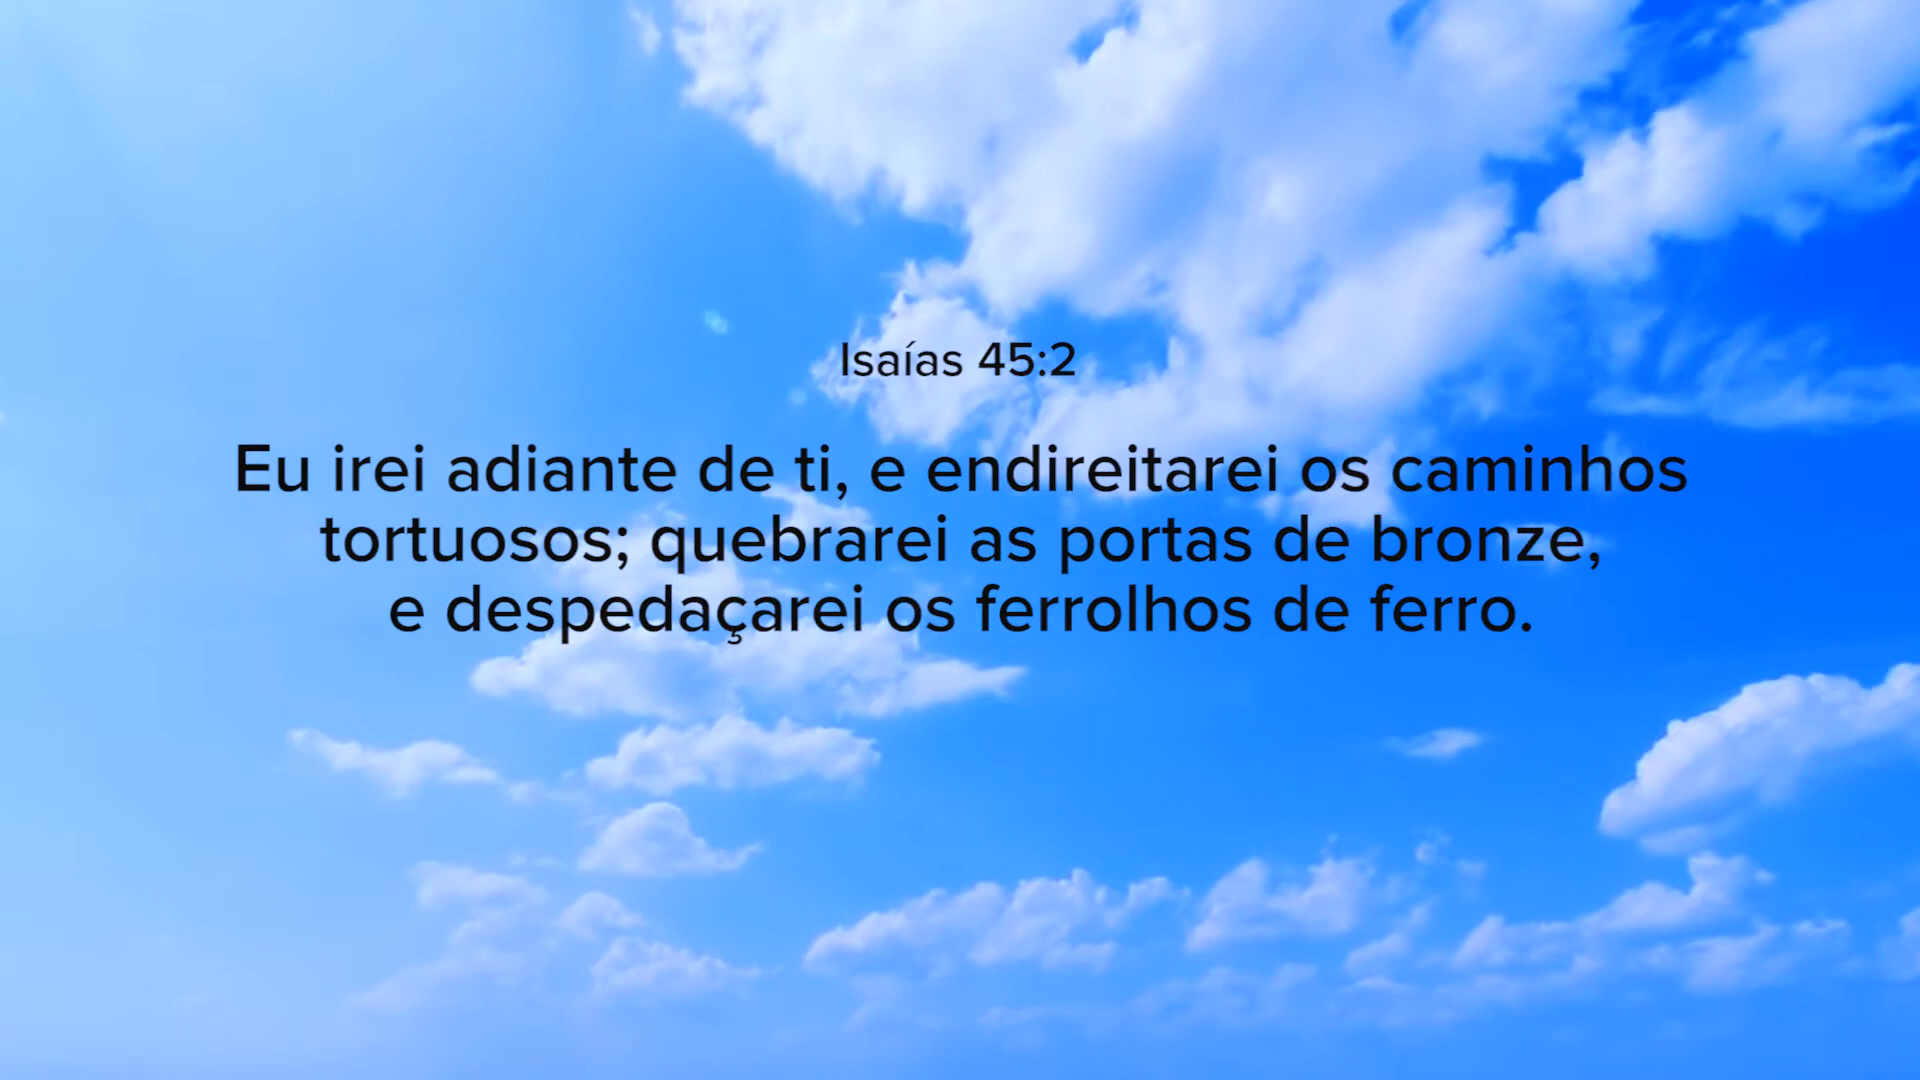 Isaías 45:2
Eu irei adiante de ti, e endireitarei os caminhos
tortuosos; quebrarei as portas de bronze,
e despedaçarei os ferrolhos de ferro.